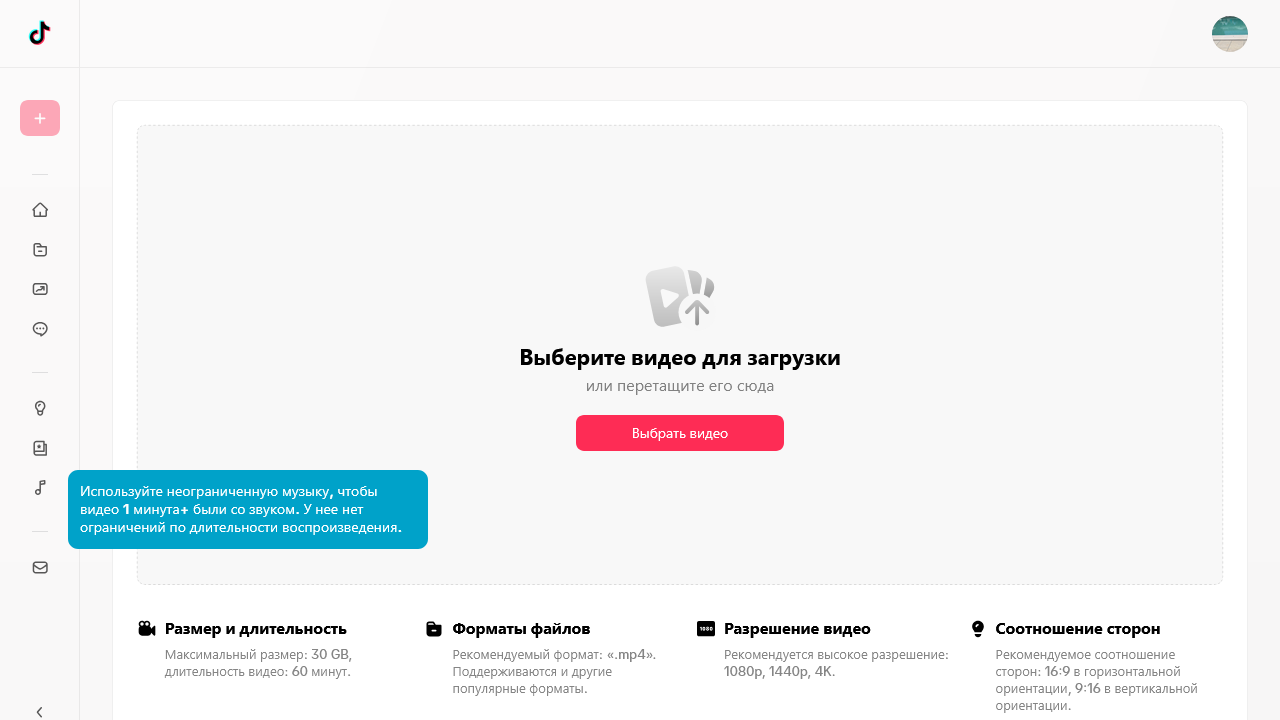 Выберите видео для загрузки
или перетащите его сюда
Выбрать видео
Используйте неограниченную музыку, чтобы
видео 1 минута+ были со звуком. У нее нет
ограничений по длительности воспроизведения.
Размер и длительность
Максимальный размер: 30 GB,
длительность видео: 60 минут.
Форматы файлов
Рекомендуемый формат: «.mp4».
Поддерживаются и другие
популярные форматы.
1080
Разрешение видео
Рекомендуется высокое разрешение:
1080p, 1440p, 4K.
Соотношение сторон
Рекомендуемое соотношение
сторон: 16:9 в горизонтальной
ориентации, 9:16 в вертикальной
ориентации.